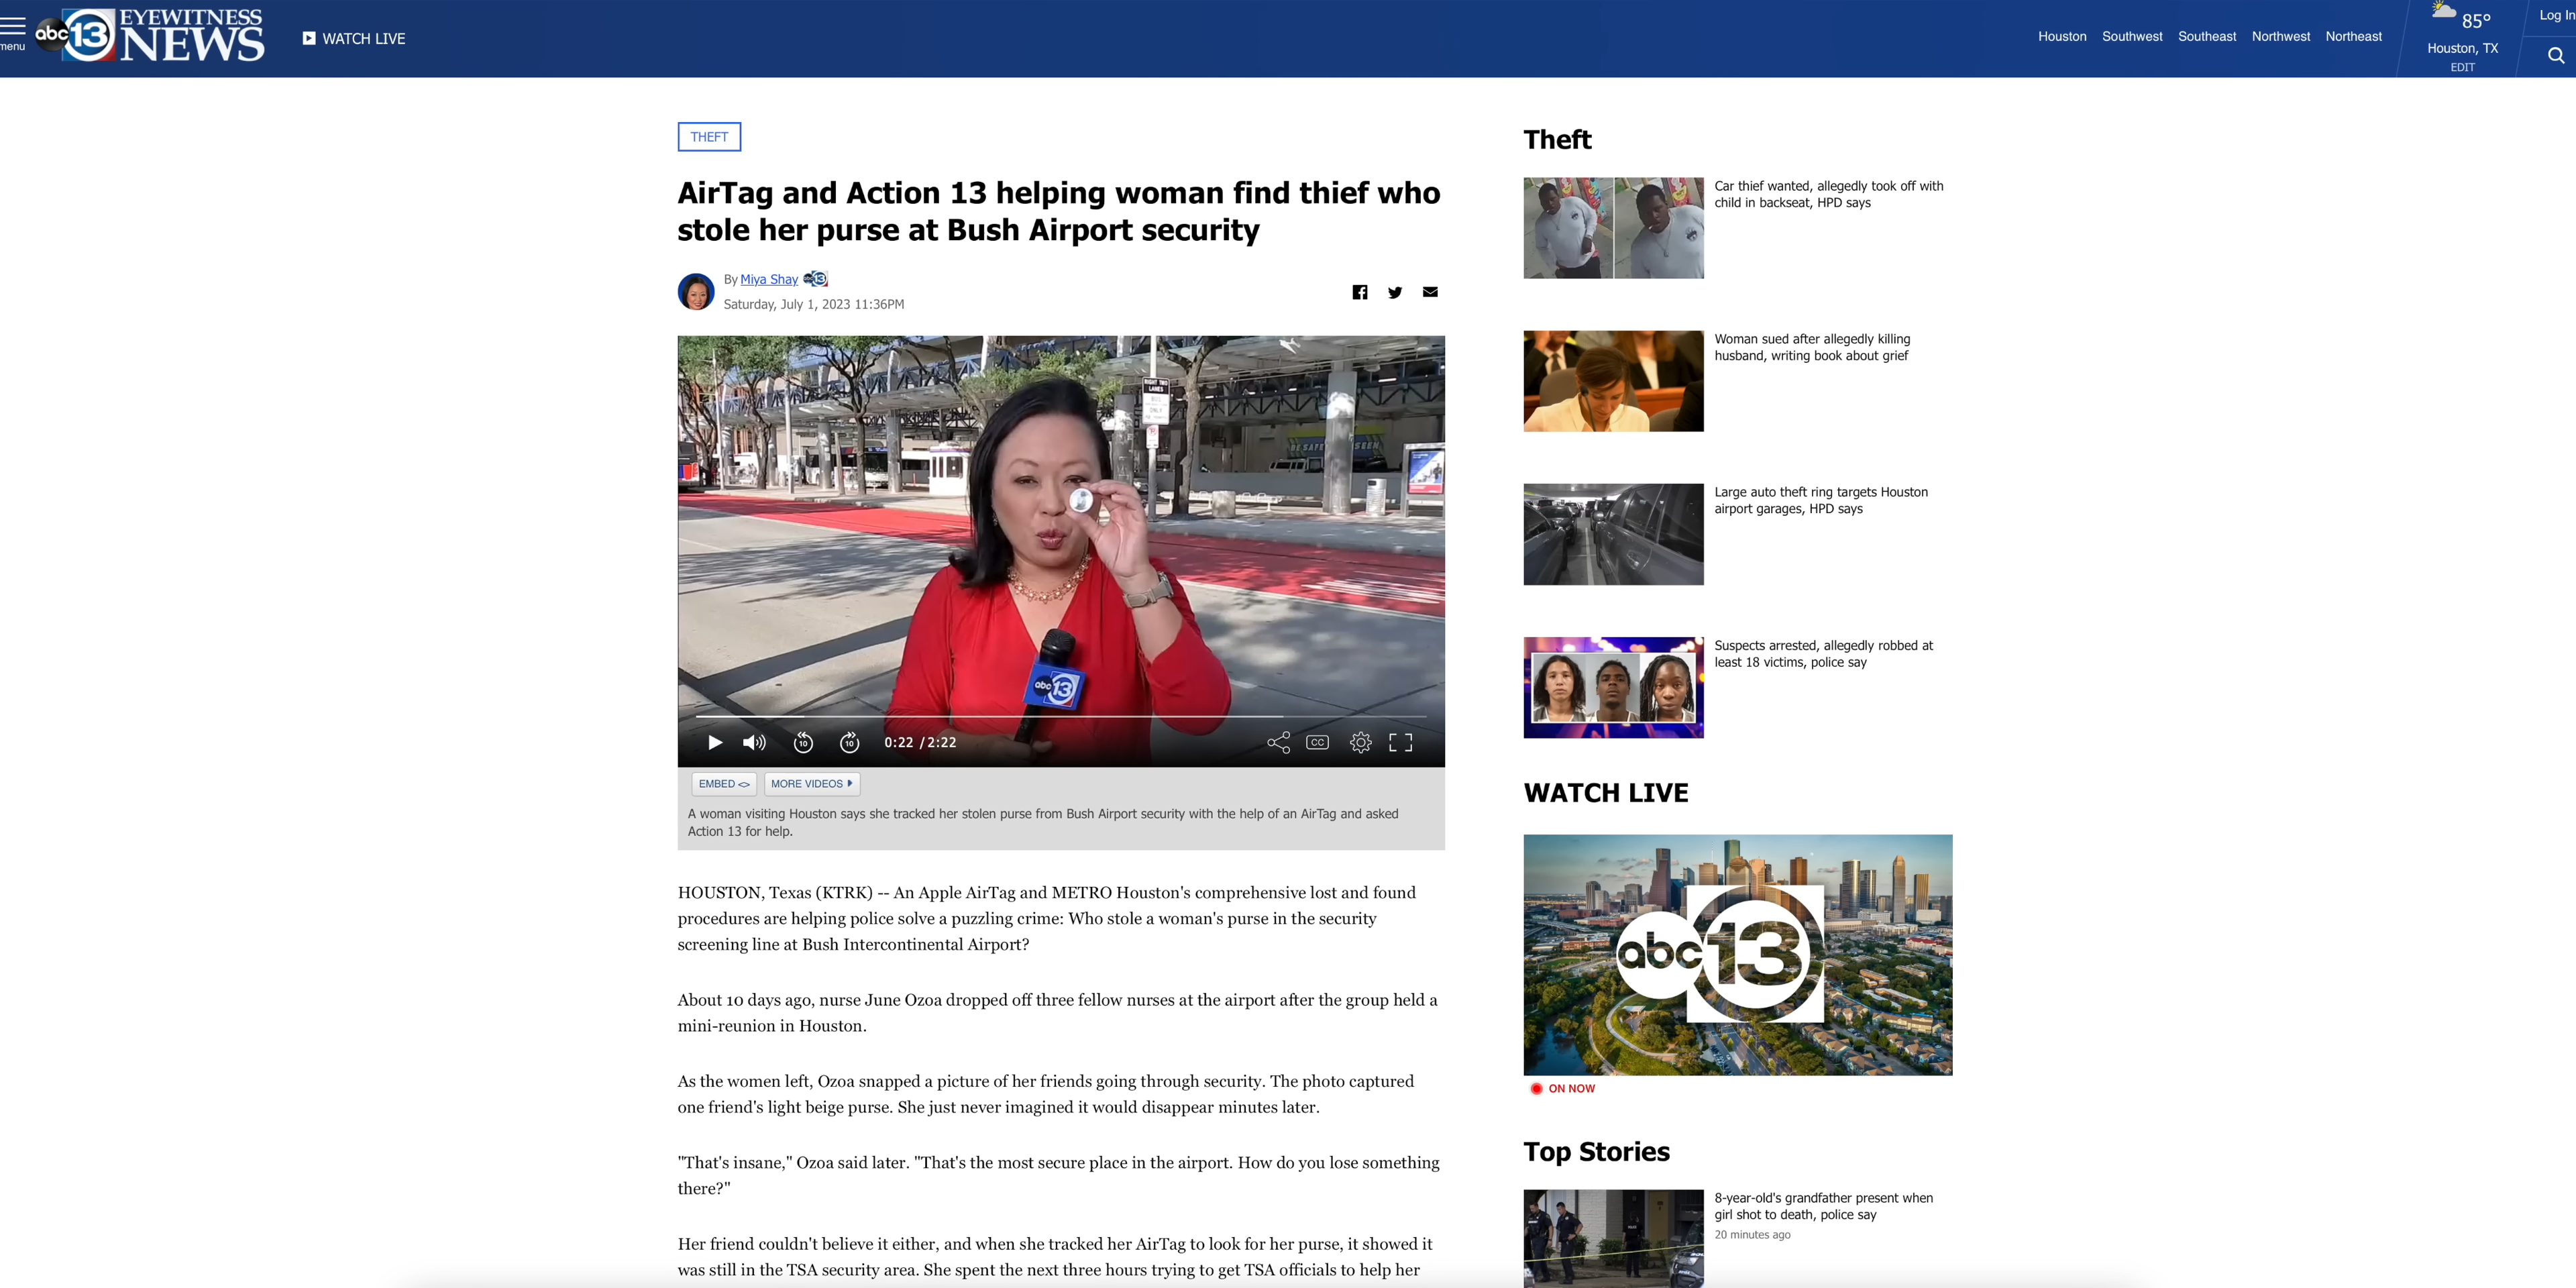 menu
abc 13 EYEWITNESS
NEWS
WATCH LIVE
Houston Southwest Southeast Northwest Northeast
85°
Houston, TX
EDIT
Log In
THEFT
AirTag and Action 13 helping woman find thief who
stole her purse at Bush Airport security
By Miya Shay
Saturday, July 1, 2023 11:36PM
RIGHT TWO
LANES
BUS
ONLY
abc 13
10
10
0:22 / 2:22
CC
EMBED <>
MORE VIDEOS
A woman visiting Houston says she tracked her stolen purse from Bush Airport security with the help of an AirTag and asked
Action 13 for help.
HOUSTON, Texas (KTRK) -- An Apple AirTag and METRO Houston's comprehensive lost and found
procedures are helping police solve a puzzling crime: Who stole a woman's purse in the security
screening line at Bush Intercontinental Airport?
About 10 days ago, nurse June Ozoa dropped off three fellow nurses at the airport after the group held a
mini-reunion in Houston.
As the women left, Ozoa snapped a picture of her friends going through security. The photo captured
one friend's light beige purse. She just never imagined it would disappear minutes later.
"That's insane," Ozoa said later. "That's the most secure place in the airport. How do you lose something
there?"
Her friend couldn't believe it either, and when she tracked her AirTag to look for her purse, it showed it
was still in the TSA security area. She spent the next three hours trying to get TSA officials to help her
Theft
Car thief wanted, allegedly took off with
child in backseat, HPD says
Woman sued after allegedly killing
husband, writing book about grief
Large auto theft ring targets Houston
airport garages, HPD says
Suspects arrested, allegedly robbed at
least 18 victims, police say
WATCH LIVE
abc 13
ON NOW
Top Stories
8-year-old's grandfather present when
girl shot to death, police say
20 minutes ago